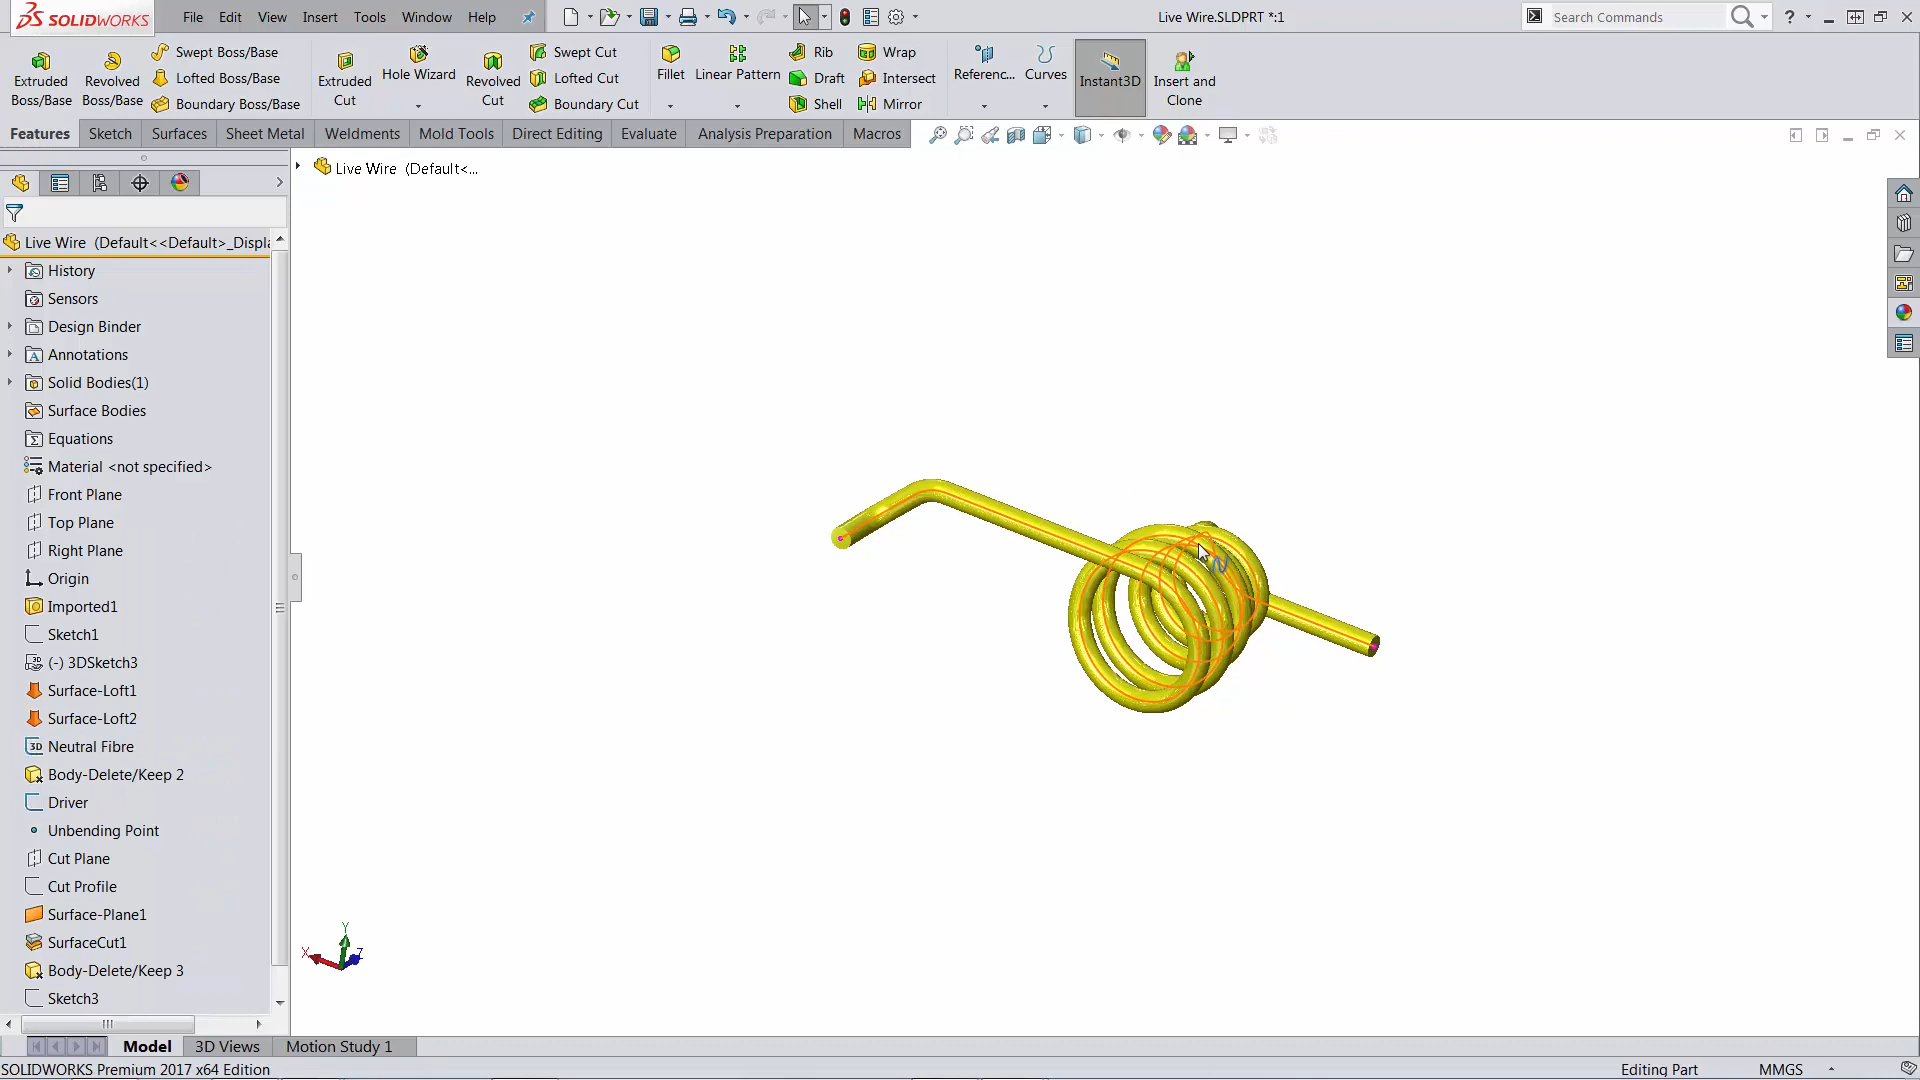 SOLIDWORKS File Edit View Insert Tools Window Help Live Wire.SLDPRT *:1 Search Commands ?
Extruded Boss/Base
Revolved Boss/Base
Swept Boss/Base
Lofted Boss/Base
Boundary Boss/Base
Extruded Cut
Hole Wizard
Revolved Cut
Swept Cut
Lofted Cut
Boundary Cut
Fillet
Linear Pattern
Rib
Draft
Shell
Wrap
Intersect
Mirror
Referenc...
Curves
Instant3D
Insert and Clone
Features Sketch Surfaces Sheet Metal Weldments Mold Tools Direct Editing Evaluate Analysis Preparation Macros
Live Wire (Default<...
Live Wire (Default<<Default>_Displa
History
Sensors
Design Binder
Annotations
Solid Bodies(1)
Surface Bodies
Equations
Material <not specified>
Front Plane
Top Plane
Right Plane
Origin
Imported1
Sketch1
(-) 3DSketch3
Surface-Loft1
Surface-Loft2
3D Neutral Fibre
Body-Delete/Keep 2
Driver
Unbending Point
Cut Plane
Cut Profile
Surface-Plane1
SurfaceCut1
Body-Delete/Keep 3
Sketch3
Y
X
Z
Model 3D Views Motion Study 1
SOLIDWORKS Premium 2017 x64 Edition Editing Part MMGS